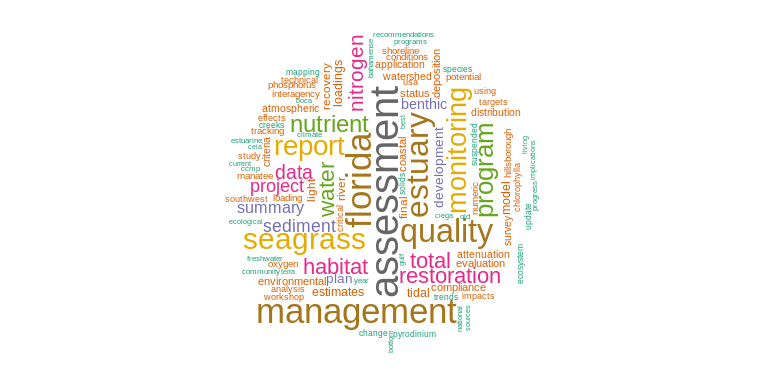 recommendations
programs
nitrogen
bahamense
shoreline
conditions
application
deposition
species
potential
mapping
technical
phosphorus
interagency
boca
atmospheric
recovery
loadings
watershed
usa
status
benthic
using
targets
distribution
effects
creeks
tracking
nutrient
climate
florida
assessment
best
estuary
monitoring
program
suspended
estuarine
cela
study
criteria
report
coastal
development
hillsborough
living
implications
current
ccmp
manatee
data
project
light
water
river
solids
numeric
model
chlorophylla
progress
southwest
loading
summary
critical
final
ciega
old
survey
update
ecological
sediment
seagrass
quality
freshwater
oxygen
community
terra
habitat
gulf
total
attenuation
evaluation
ecosystem
environmental
analysis
workshop
plan
year
estimates
restoration
tidal
compliance
trends
impacts
management
national
sources
change
bottom
pyrodinium